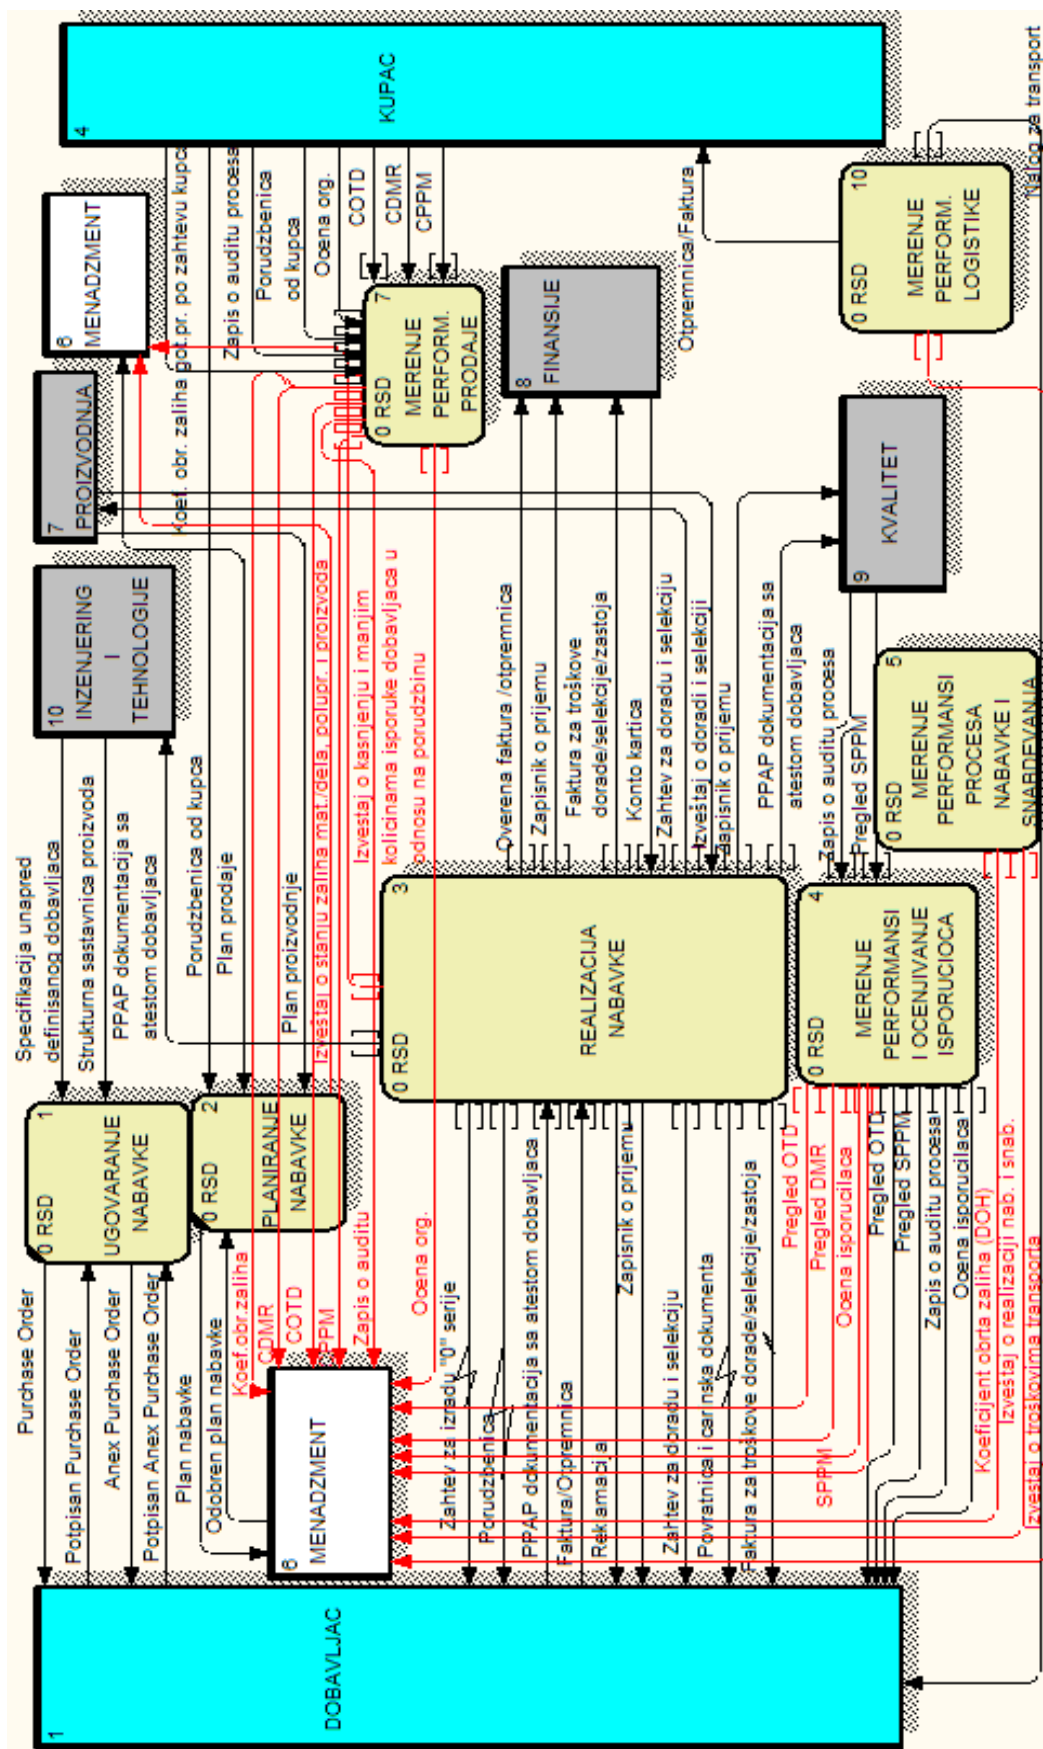 4
KUPAC
6
MENADZMENT
7
PROIZVODNJA
10
INZENJERING
I
TEHNOLOGIJE
Koef. obr. zaliha got.pr. po zahtevu kupca
Zapis o auditu procesa
Porudzbenica
od kupca
Ocena org.
COTD
CDMR
CPPM
0 RSD
7
MERENJE
PERFORM.
PRODAJE
8
FINANSIJE
Otpremnica/Faktura
0 RSD
10
MERENJE
PERFORM.
LOGISTIKE
Nalog za transport
9
KVALITET
0 RSD
5
MERENJE
PERFORMANSI
PROCESA
NABAVKE I
SNABDEVANJA
Specifikacija unapred
definisanog dobavljaca
Strukturna sastavnica proizvoda
PPAP dokumentacija sa
atestom dobavljaca
Porudzbenica od kupca
Plan prodaje
Plan proizvodnje
Izvestaj o stanju zaliha mat./dela, polupr. i proizvoda
Izvestaj o kasnjenju i manjim
kolicinama isporuke dobavljaca u
odnosu na porudzbinu
Overena faktura /otpremnica
Zapisnik o prijemu
Faktura za troškove
dorade/selekcije/zastoja
Konto kartica
Zahtev za doradu i selekciju
Izveštaj o doradi i selekciji
Zapisnik o prijemu
PPAP dokumentacija sa
atestom dobavljaca
Zapis o auditu procesa
Pregled SPPM
0 RSD
1
UGOVARANJE
NABAVKE
0 RSD
2
PLANIRANJE
NABAVKE
0 RSD
3
REALIZACIJA
NABAVKE
0 RSD
4
MERENJE
PERFORMANSI
I OCENJIVANJE
ISPORUCIOCA
Purchase Order
Potpisan Purchase Order
Anex Purchase Order
Potpisan Anex Purchase Order
Plan nabavke
Odobren plan nabavke
Koef.obr.zaliha
CDMR
COTD
Zapis o auditu
Ocena org.
Zahtev za izradu "0" serije
Porudzbenica
PPAP dokumentacija sa atestom dobavljaca
Faktura/Otpremnica
Reklamacija
Zapisnik o prijemu
Zahtev za doradu i selekciju
Povratnica i carinska dokumenta
Faktura za troškove dorade/selekcije/zastoja
Pregled OTD
Pregled DMR
Ocena isporucilaca
SPPM
Pregled OTD
Pregled SPPM
Zapis o auditu procesa
Ocena isporucilaca
Koeficijent obrta zaliha (DOH)
Izvestaj o realizaciji nab. i snab.
Izvestaj o troskovima transporta
6
MENADZMENT
1
DOBAVLJAC